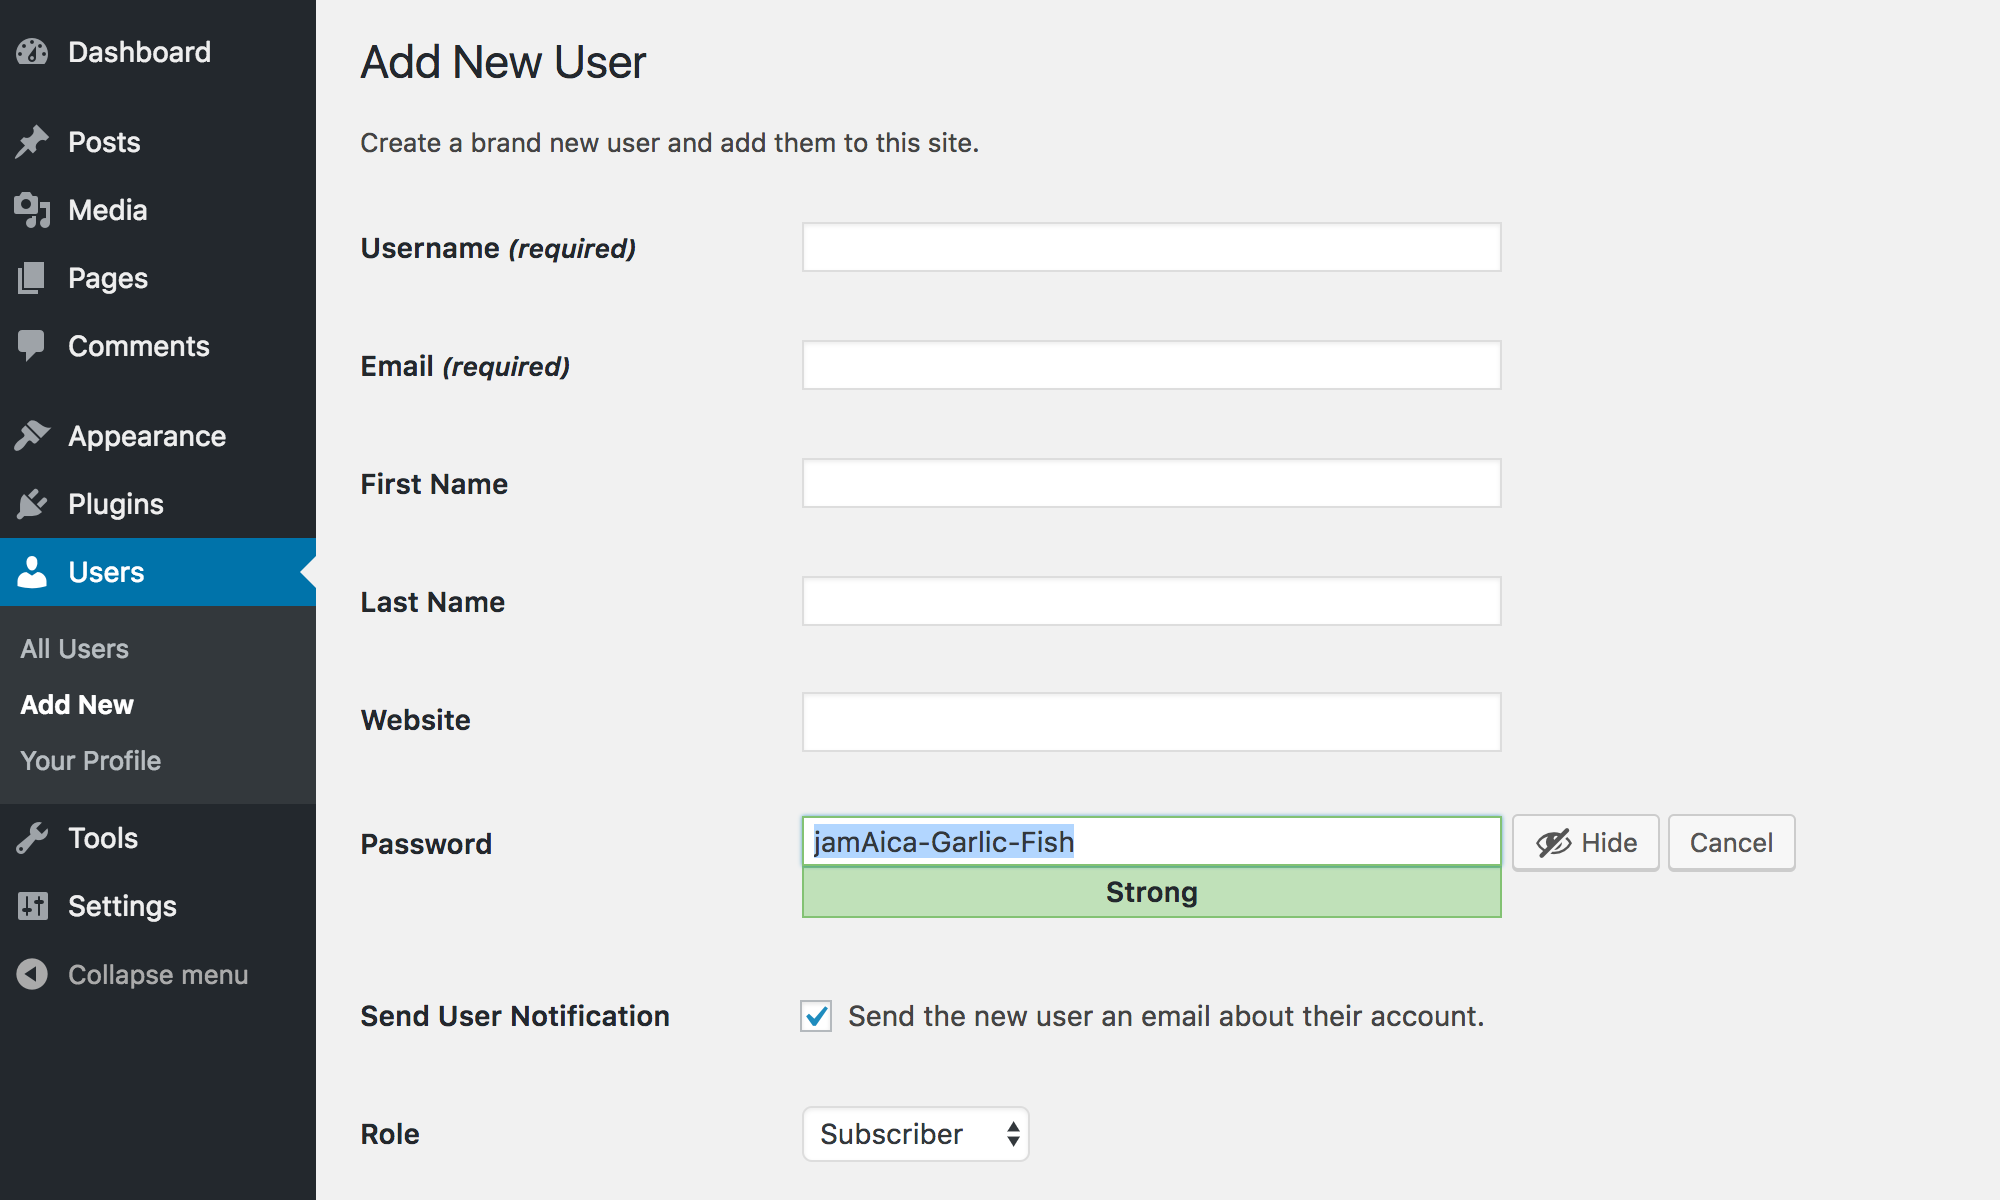 Dashboard
Posts
Media
Pages
Comments
Appearance
Plugins
Users
All Users
Add New
Your Profile
Tools
Settings
Collapse menu
Add New User
Create a brand new user and add them to this site.
Username (required)
Email (required)
First Name
Last Name
Website
Password jamAica-Garlic-Fish Hide Cancel
Strong
Send User Notification Send the new user an email about their account.
Role Subscriber